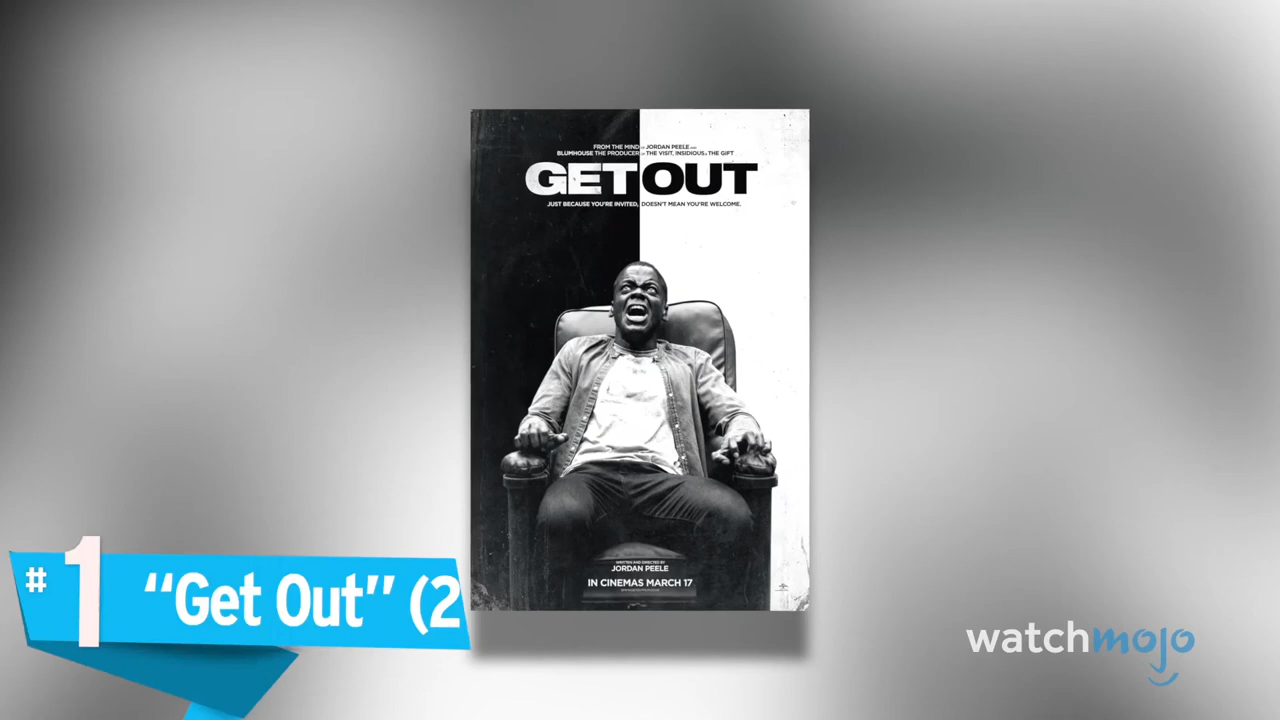 FROM THE MIND OF JORDAN PEELE AND
BLUMHOUSE THE PRODUCER OF THE VISIT, INSIDIOUS & THE GIFT
GET OUT
JUST BECAUSE YOU'RE INVITED, DOESN'T MEAN YOU'RE WELCOME.
WRITTEN AND DIRECTED BY
JORDAN PEELE
IN CINEMAS MARCH 17
#1 “Get Out” (2
watchmojo